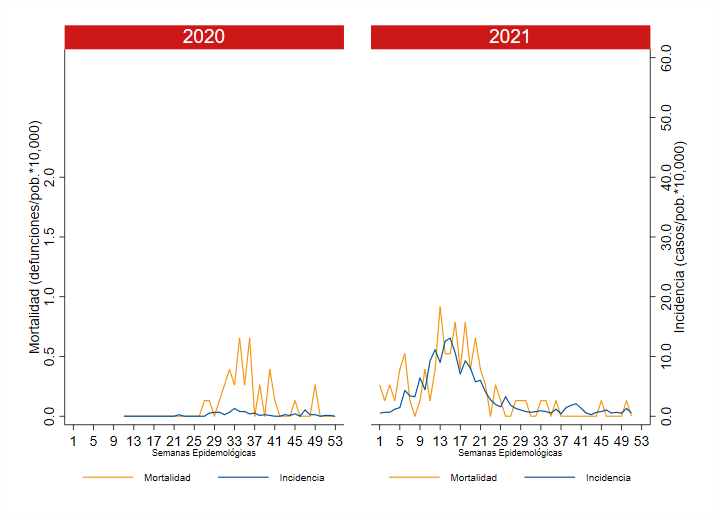 2020
2021
Mortalidad (defunciones/pob.*10,000)
0.0 0.5 1.0 1.5 2.0
Incidencia (casos/pob.*10,000)
0.0 10.0 20.0 30.0 40.0 50.0 60.0
1 5 9 13 17 21 25 29 33 37 41 45 49 53
1 5 9 13 17 21 25 29 33 37 41 45 49 53
Semanas Epidemológicas
Semanas Epidemológicas
Mortalidad Incidencia
Mortalidad Incidencia